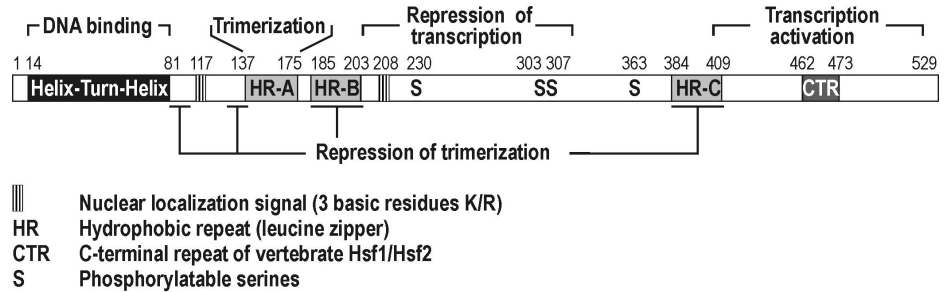 DNA binding Trimerization Repression of transcription Transcription activation
1 14 81 117 137 175 185 203 208 230 303 307 363 384 409 462 473 529
Helix-Turn-Helix HR-A HR-B S SS S HR-C CTR
Repression of trimerization
Nuclear localization signal (3 basic residues K/R)
HR Hydrophobic repeat (leucine zipper)
CTR C-terminal repeat of vertebrate Hsf1/Hsf2
S Phosphorylatable serines